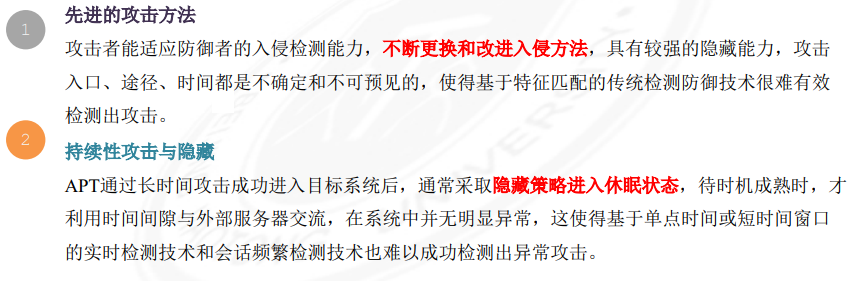 1
先进的攻击方法
攻击者能适应防御者的入侵检测能力，不断更换和改进入侵方法，具有较强的隐藏能力，攻击
入口、途径、时间都是不确定和不可预见的，使得基于特征匹配的传统检测防御技术很难有效
检测出攻击。
2
持续性攻击与隐藏
APT通过长时间攻击成功进入目标系统后，通常采取隐藏策略进入休眠状态，待时机成熟时，才
利用时间间隙与外部服务器交流，在系统中并无明显异常，这使得基于单点时间或短时间窗口
的实时检测技术和会话频繁检测技术也难以成功检测出异常攻击。
UNIVERSITY